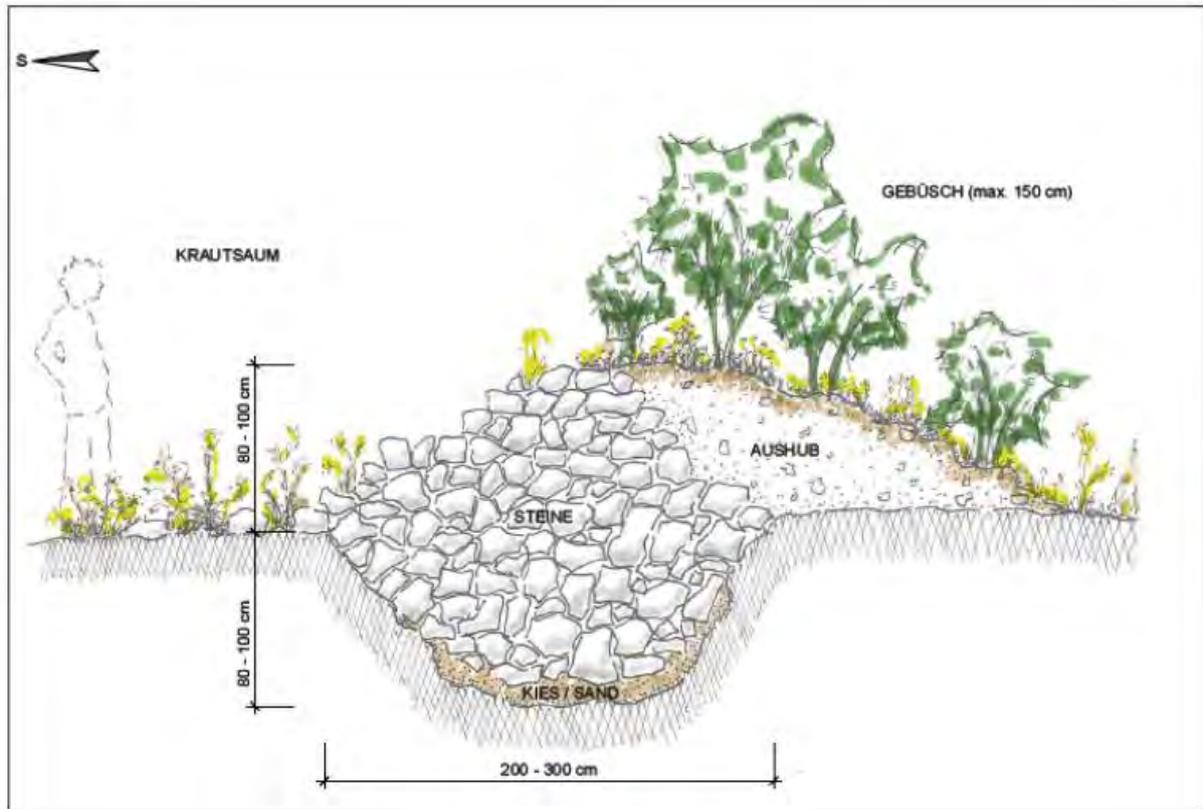 S
GEBÜSCH (max. 150 cm)
KRAUTSAUM
80 - 100 cm
AUSHUB
STEINE
80 - 100 cm
KIES / SAND
200 - 300 cm